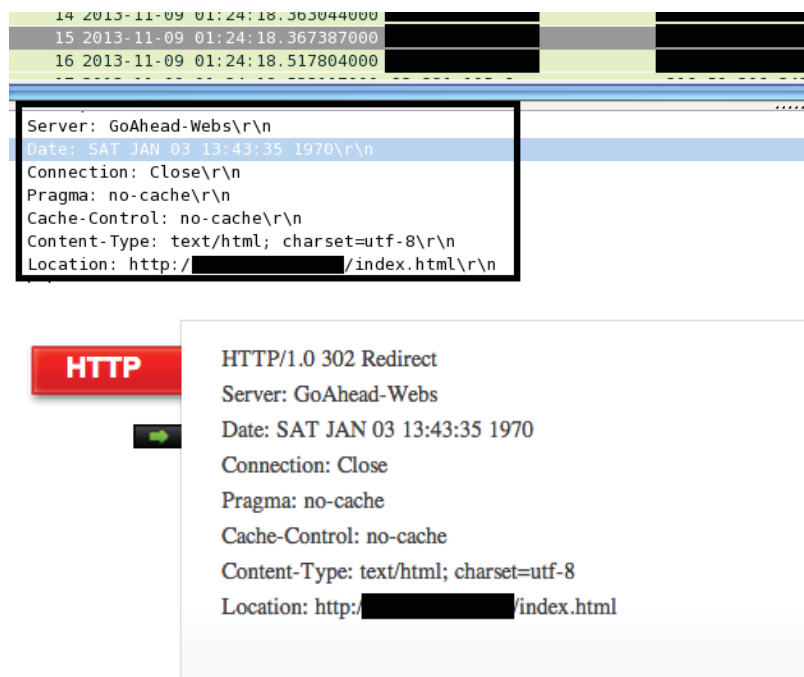 14 2013-11-09 01:24:18.363044000
15 2013-11-09 01:24:18.367387000
16 2013-11-09 01:24:18.517804000
Server: GoAhead-Webs\r\n
Date: SAT JAN 03 13:43:35 1970\r\n
Connection: Close\r\n
Pragma: no-cache\r\n
Cache-Control: no-cache\r\n
Content-Type: text/html; charset=utf-8\r\n
Location: http:/ /index.html\r\n
HTTP
HTTP/1.0 302 Redirect
Server: GoAhead-Webs
Date: SAT JAN 03 13:43:35 1970
Connection: Close
Pragma: no-cache
Cache-Control: no-cache
Content-Type: text/html; charset=utf-8
Location: http:/ /index.html